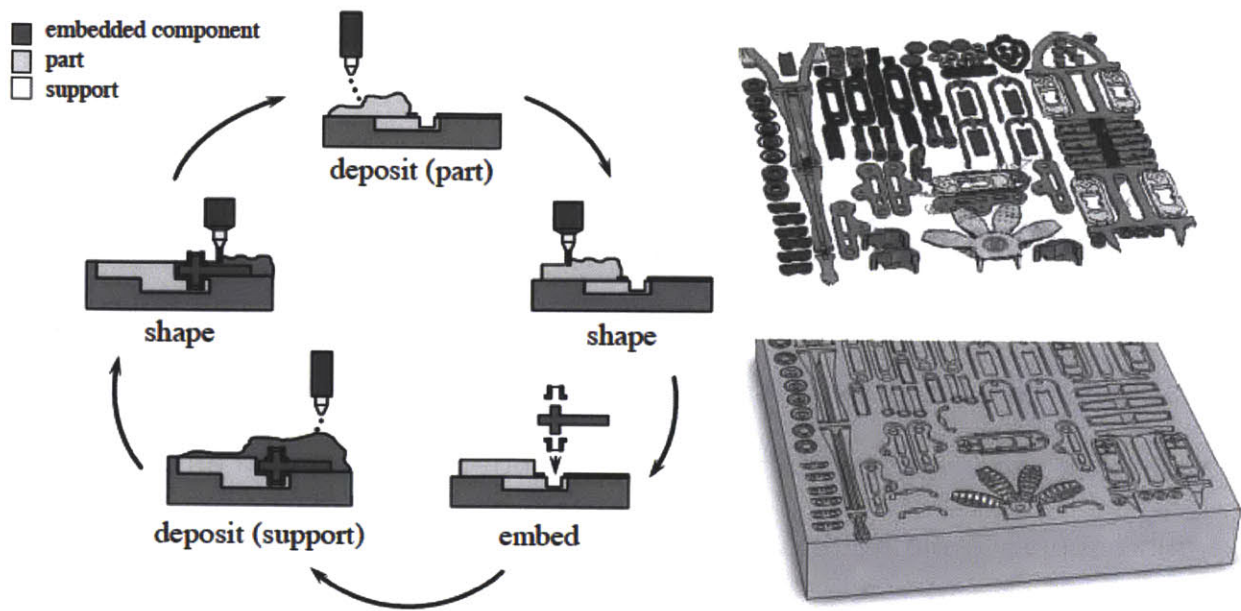 embedded component
part
support
deposit (part)
shape
shape
deposit (support)
embed